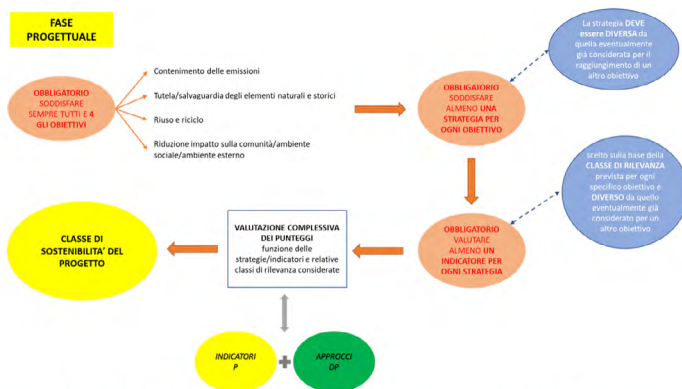 FASE
PROGETTUALE
OBBLIGATORIO
SODDISFARE
SEMPRE TUTTI E 4
GLI OBIETTIVI
Contenimento delle emissioni
Tutela/salvaguardia degli elementi naturali e storici
Riuso e riciclo
Riduzione impatto sulla comunità/ambiente
sociale/ambiente esterno
OBBLIGATORIO
SODDISFARE
ALMENO UNA
STRATEGIA PER
OGNI OBIETTIVO
La strategia DEVE
essere DIVERSA da
quella eventualmente
già considerata per il
raggiungimento di un
altro obiettivo
OBBLIGATORIO
VALUTARE
ALMENO UN
INDICATORE PER
OGNI STRATEGIA
scelto sulla base della
CLASSE DI RILEVANZA
prevista per ogni
specifico obiettivo e
DIVERSO da quello
eventualmente già
considerato per un
altro obiettivo
VALUTAZIONE COMPLESSIVA
DEI PUNTEGGI
funzione delle
strategie/indicatori e relative
classi di rilevanza considerate
CLASSE DI
SOSTENIBILITA' DEL
PROGETTO
INDICATORI
P
+
APPROCCI
DP